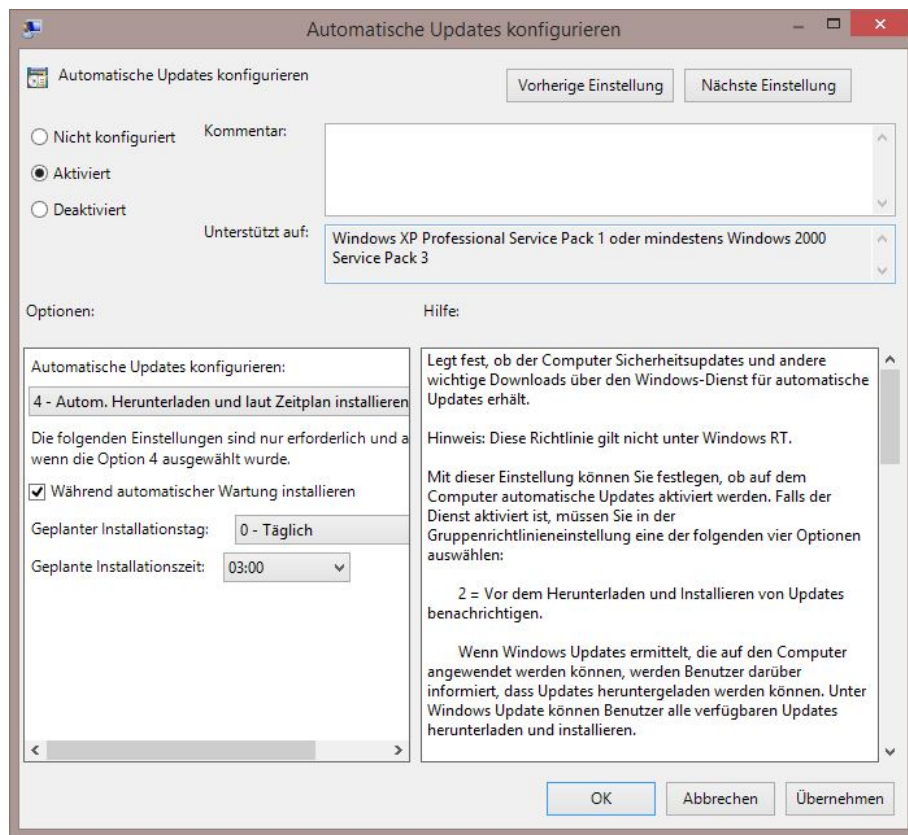 Automatische Updates konfigurieren
Automatische Updates konfigurieren
Vorherige Einstellung
Nächste Einstellung
Nicht konfiguriert
Aktiviert
Deaktiviert
Kommentar:
Unterstützt auf:
Windows XP Professional Service Pack 1 oder mindestens Windows 2000
Service Pack 3
Optionen:
Hilfe:
Automatische Updates konfigurieren:
4 - Autom. Herunterladen und laut Zeitplan installieren
Die folgenden Einstellungen sind nur erforderlich und a
wenn die Option 4 ausgewählt wurde.
Während automatischer Wartung installieren
Geplanter Installationstag: 0 - Täglich
Geplante Installationszeit: 03:00
Legt fest, ob der Computer Sicherheitsupdates und andere
wichtige Downloads über den Windows-Dienst für automatische
Updates erhält.
Hinweis: Diese Richtlinie gilt nicht unter Windows RT.
Mit dieser Einstellung können Sie festlegen, ob auf dem
Computer automatische Updates aktiviert werden. Falls der
Dienst aktiviert ist, müssen Sie in der
Gruppenrichtlinieneinstellung eine der folgenden vier Optionen
auswählen:
2 = Vor dem Herunterladen und Installieren von Updates
benachrichtigen.
Wenn Windows Updates ermittelt, die auf den Computer
angewendet werden können, werden Benutzer darüber
informiert, dass Updates heruntergeladen werden können. Unter
Windows Update können Benutzer alle verfügbaren Updates
herunterladen und installieren.
OK
Abbrechen
Übernehmen